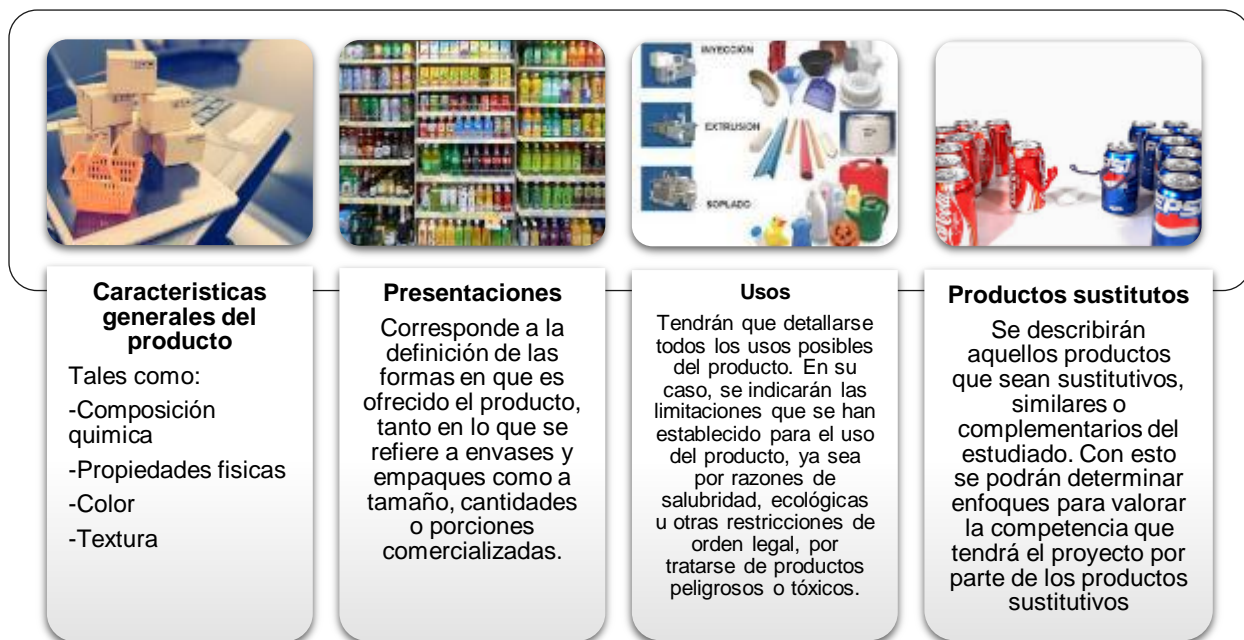 INYECCIÓN
EXTRUSION
SOPLADO
Coca-Cola
PEPSI
Caracteristicas
generales del
producto
Tales como:
-Composición
quimica
-Propiedades fisicas
-Color
-Textura
Presentaciones
Corresponde a la
definición de las
formas en que es
ofrecido el producto,
tanto en lo que se
refiere a envases y
empaques como a
tamaño, cantidades
o porciones
comercializadas.
Usos
Tendrán que detallarse
todos los usos posibles
del producto. En su
caso, se indicarán las
limitaciones que se han
establecido para el uso
del producto, ya sea
por razones de
salubridad, ecológicas
u otras restricciones de
orden legal, por
tratarse de productos
peligrosos o tóxicos.
Productos sustitutos
Se describirán
aquellos productos
que sean sustitutivos,
similares o
complementarios del
estudiado. Con esto
se podrán determinar
enfoques para valorar
la competencia que
tendrá el proyecto por
parte de los productos
sustitutivos